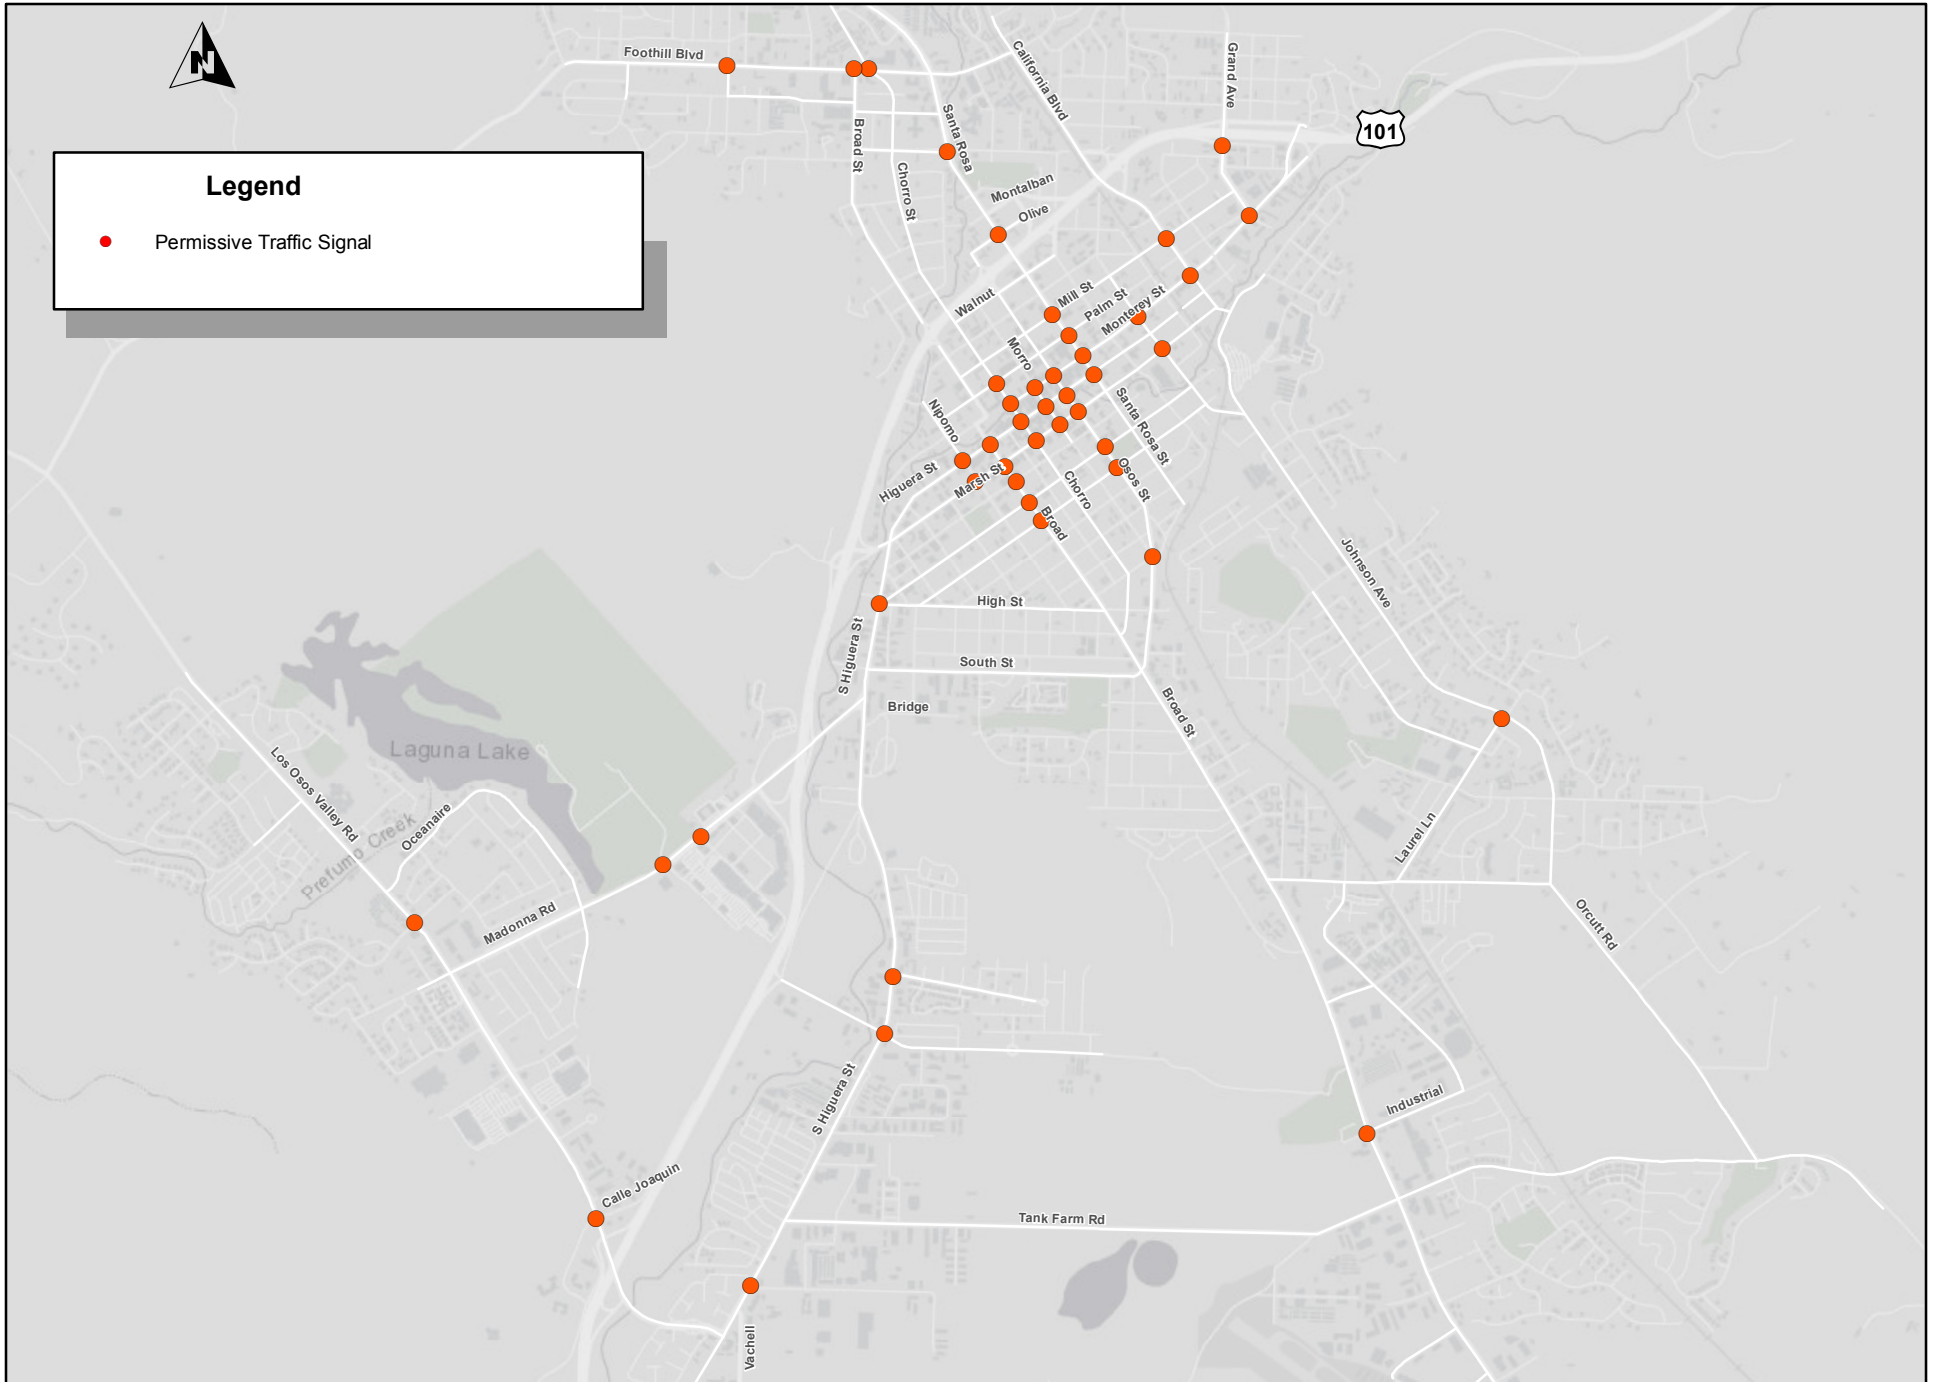 N
Foothill Blvd
California Blvd
Grand Ave
101
Broad St
Santa Rosa
Chorro St
Legend
Permissive Traffic Signal
Montalban
Olive
Walnut
Mill St
Palm St
Monterey St
Morro
Nipomo
Santa Rosa St
Higuera St
Marsh St
Chorro
Osos St
Broad
Johnson Ave
High St
S Higuera St
South St
Bridge
Broad St
Laguna Lake
Los Osos Valley Rd
Oceanaire
Prefumo Creek
Laurel Ln
Madonna Rd
Orcutt Rd
S Higuera St
Industrial
Calle Joaquin
Tank Farm Rd
Vachell